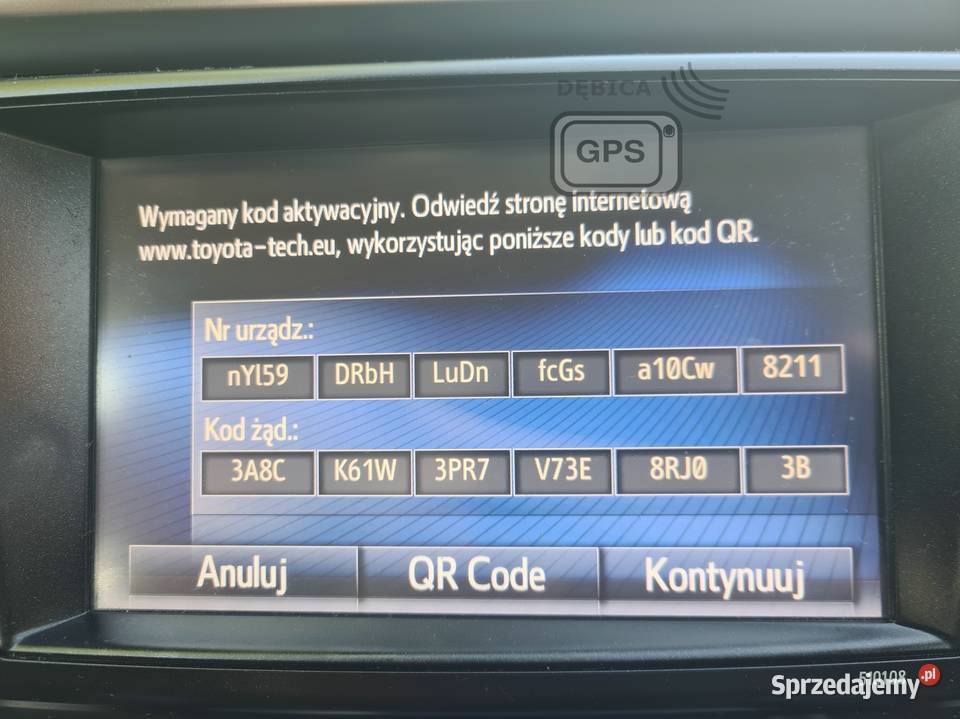 DĘBICA
GPS
Wymagany kod aktywacyjny. Odwiedź stronę internetową
www.toyota-tech.eu, wykorzystując poniższe kody lub kod QR.
Nr urządz.:
nYl59 DRbH LuDn fcGs a10Cw 8211
Kod żąd.:
3A8C K61W 3PR7 V73E 8RJ0 3B
Anuluj QR Code Kontynuuj
Sprzedajemy .pl